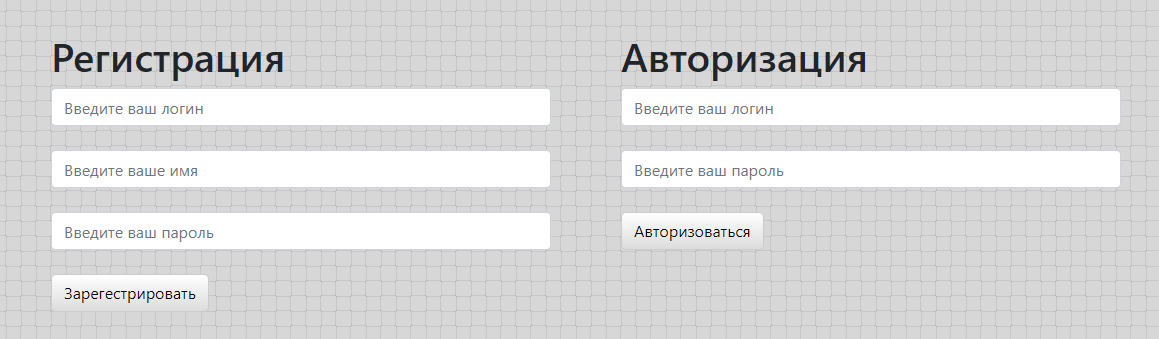 Регистрация
Введите ваш логин
Введите ваше имя
Введите ваш пароль
Зарегестрировать
Авторизация
Введите ваш логин
Введите ваш пароль
Авторизоваться